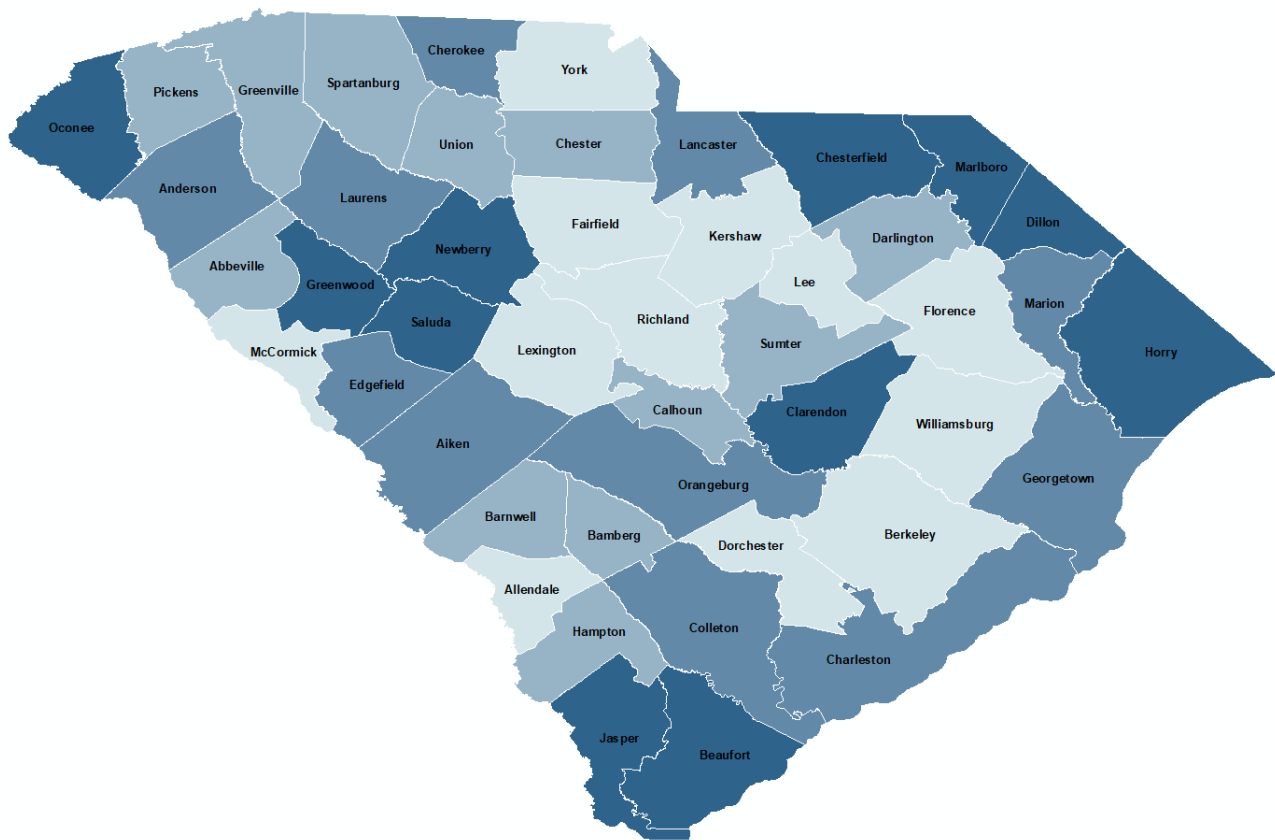 Cherokee
York
Spartanburg
Greenville
Pickens
Oconee
Union
Chester
Lancaster
Chesterfield
Marlboro
Anderson
Laurens
Dillon
Fairfield
Kershaw
Darlington
Newberry
Abbeville
Greenwood
Lee
Marion
Florence
Richland
Saluda
Sumter
Lexington
McCormick
Horry
Edgefield
Calhoun
Clarendon
Williamsburg
Aiken
Georgetown
Orangeburg
Barnwell
Bamberg
Berkeley
Dorchester
Allendale
Hampton
Colleton
Charleston
Jasper
Beaufort